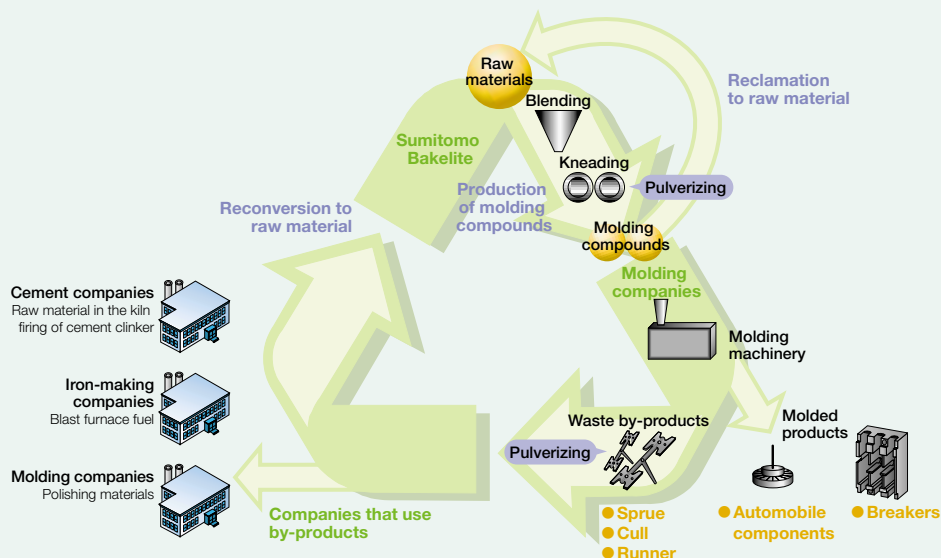 Raw
materials
Reclamation
to raw material
Blending
Sumitomo
Bakelite
Kneading
Pulverizing
Production
of molding
compounds
Reconversion to
raw material
Molding
compounds
Molding
companies
Cement companies
Raw material in the kiln
firing of cement clinker
Molding
machinery
Iron-making
companies
Blast furnace fuel
Waste by-products
Molded
products
Pulverizing
Molding companies
Polishing materials
Companies that use
by-products
Sprue
Cull
Runner
Automobile
components
Breakers